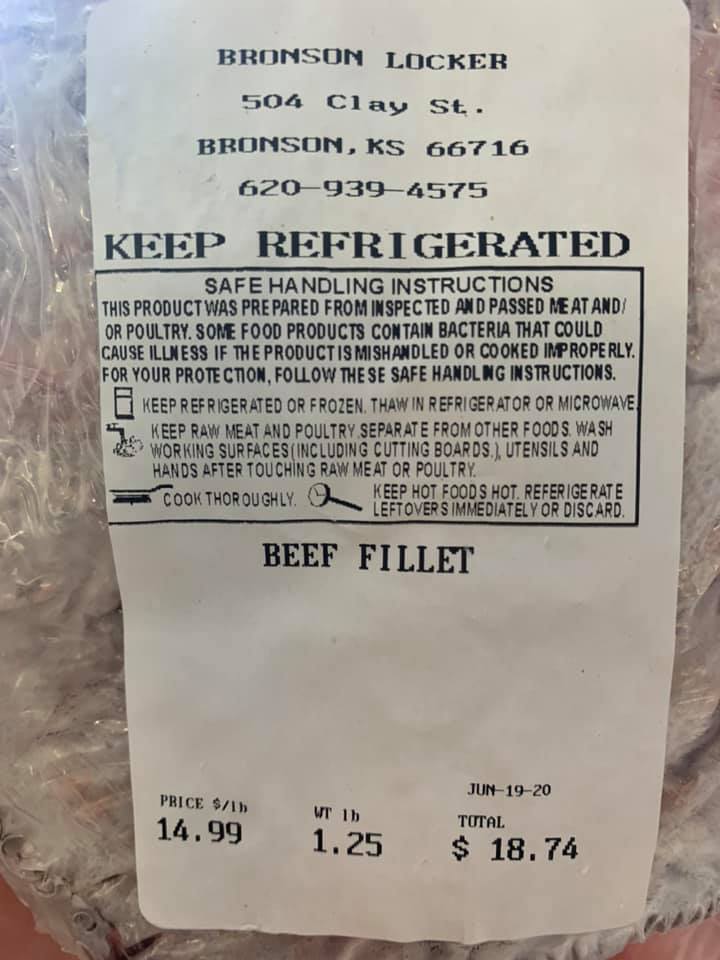 BRONSON LOCKER
504 Clay St.
BRONSON, KS 66716
620-939-4575
KEEP REFRIGERATED
SAFE HANDLING INSTRUCTIONS
THIS PRODUCT WAS PREPARED FROM INSPECTED AND PASSED MEAT AND/
OR POULTRY. SOME FOOD PRODUCTS CONTAIN BACTERIA THAT COULD
CAUSE ILLNESS IF THE PRODUCT IS MISHANDLED OR COOKED IMPROPERLY.
FOR YOUR PROTECTION, FOLLOW THESE SAFE HANDLING INSTRUCTIONS.
KEEP REFRIGERATED OR FROZEN. THAW IN REFRIGERATOR OR MICROWAVE
KEEP RAW MEAT AND POULTRY SEPARATE FROM OTHER FOODS. WASH
WORKING SURFACES (INCLUDING CUTTING BOARDS.), UTENSILS AND
HANDS AFTER TOUCHING RAW MEAT OR POULTRY.
COOK THOROUGHLY.
KEEP HOT FOODS HOT. REFERIGERATE
LEFTOVERS IMMEDIATELY OR DISCARD.
BEEF FILLET
JUN-19-20
PRICE $/lb WT lb TOTAL
14.99 1.25 $ 18.74